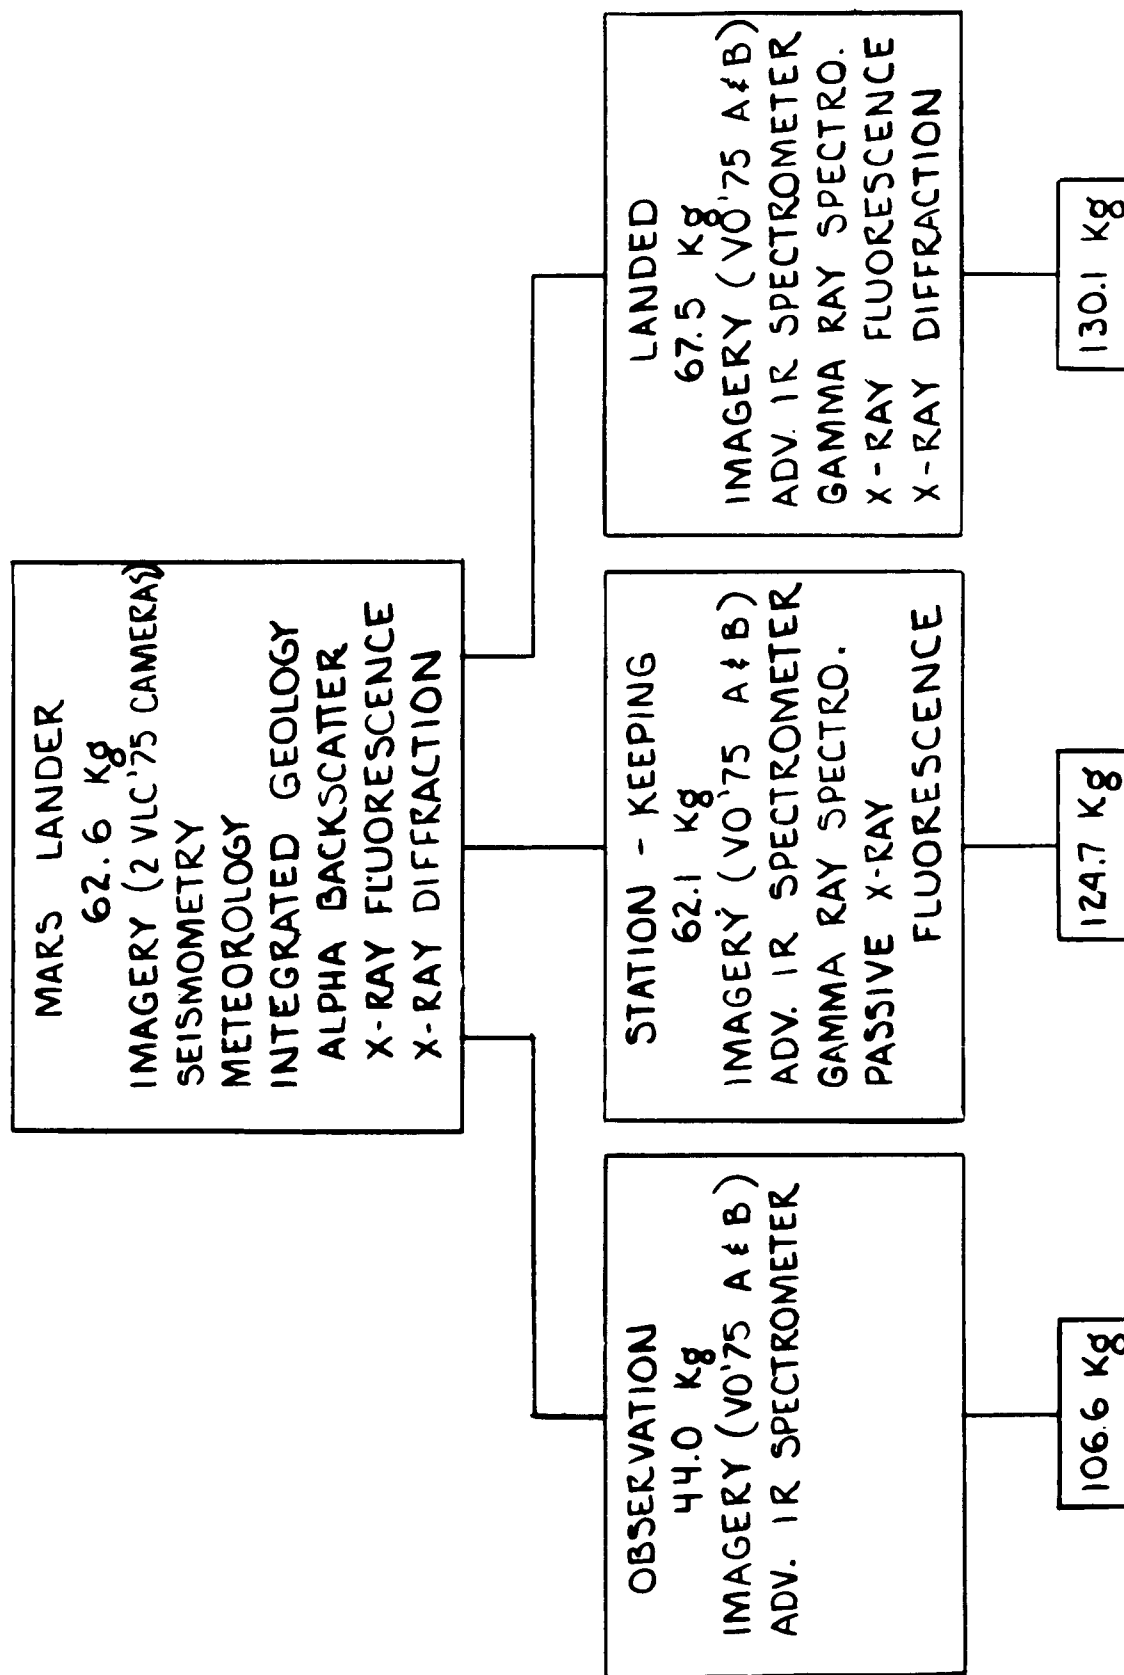 MARS LANDER
62.6 Kg
IMAGERY (2 VLC'75 CAMERAS)
SEISMOMETRY
METEOROLOGY
INTEGRATED GEOLOGY
ALPHA BACKSCATTER
X-RAY FLUORESCENCE
X-RAY DIFFRACTION
OBSERVATION
44.0 Kg
IMAGERY (VO'75 A & B)
ADV. IR SPECTROMETER
STATION - KEEPING
62.1 Kg
IMAGERY (VO'75 A & B)
ADV. IR SPECTROMETER
GAMMA RAY SPECTRO.
PASSIVE X-RAY
FLUORESCENCE
LANDED
67.5 Kg
IMAGERY (VO'75 A & B)
ADV. IR SPECTROMETER
GAMMA RAY SPECTRO.
X-RAY FLUORESCENCE
X-RAY DIFFRACTION
106.6 Kg
124.7 Kg
130.1 Kg